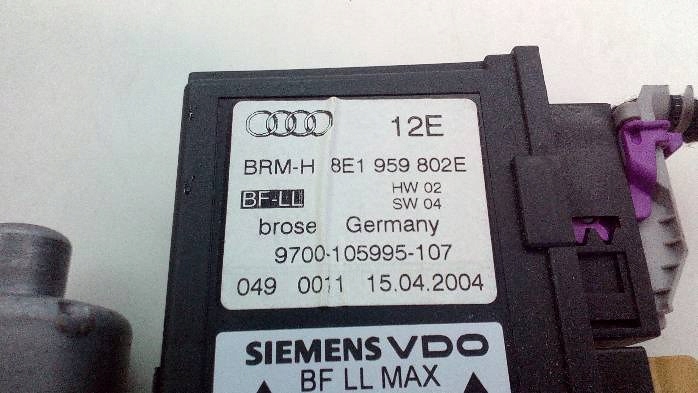 12E
BRM-H 8E1 959 802E
BF-LL HW 02
SW 04
brose Germany
9700-105995-107
049 0011 15.04.2004
SIEMENS VDO
BF LL MAX